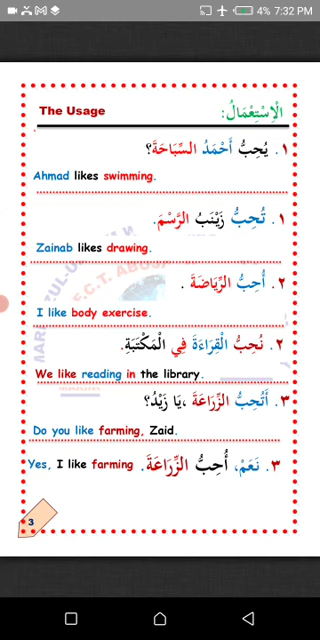 4% 7:32 PM
The Usage
الْاِسْتِعْمَالُ:
١. يُحِبُّ أَحْمَدُ السِّبَاحَةَ؟
Ahmad likes swimming.
١. تُحِبُّ زَيْنَبُ الرَّسْمَ.
Zainab likes drawing.
٢. أُحِبُّ الرِّيَاضَةَ .
I like body exercise.
٢. نُحِبُّ الْقِرَاءَةَ فِي الْمَكْتَبَةِ.
We like reading in the library.
٣. أَتُحِبُّ الزِّرَاعَةَ ،يَا زَيْدُ؟
Do you like farming, Zaid.
٣. نَعَمْ، أُحِبُّ الزِّرَاعَةَ.
Yes, I like farming
3